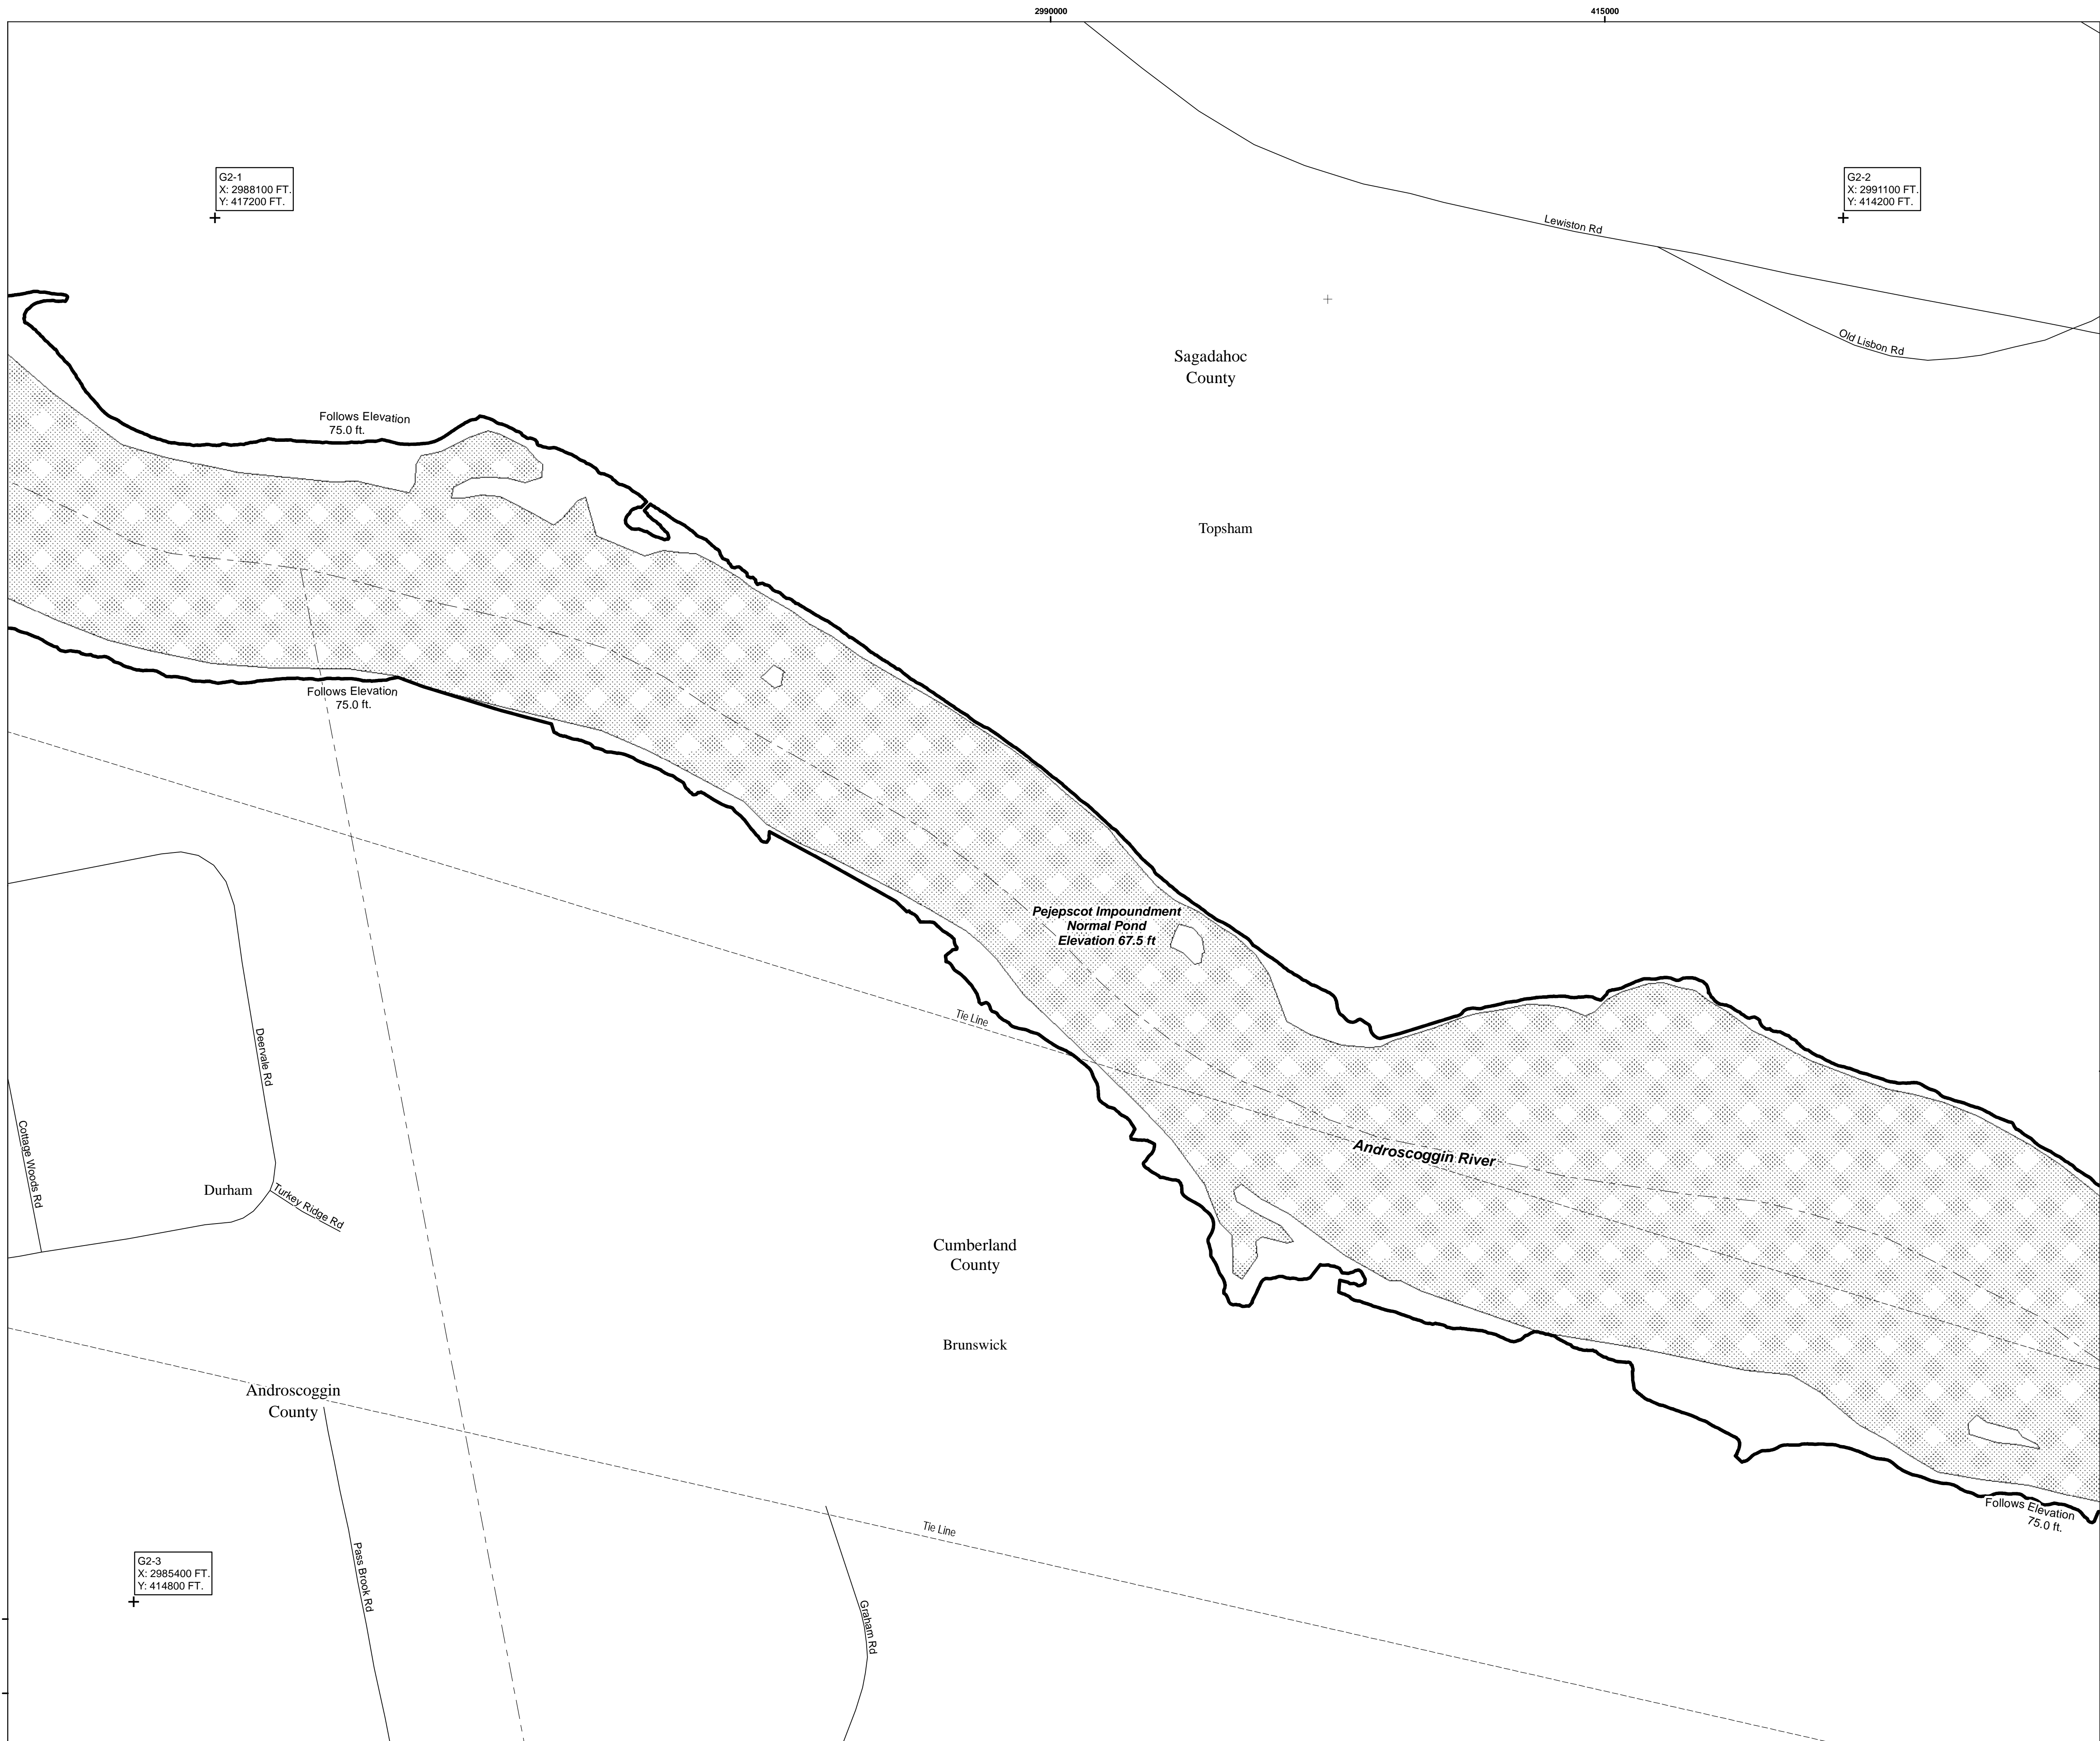 2990000
415000
G2-1
X: 2988100 FT.
Y: 417200 FT.
G2-2
X: 2991100 FT.
Y: 414200 FT.
Lewiston Rd
Old Lisbon Rd
Sagadahoc
County
Follows Elevation
75.0 ft.
Topsham
Follows Elevation
75.0 ft.
Pejepscot Impoundment
Normal Pond
Elevation 67.5 ft
Tie Line
Deervale Rd
Androscoggin River
Cottage Woods Rd
Durham
Turkey Ridge Rd
Cumberland
County
Brunswick
Androscoggin
County
Follows Elevation
75.0 ft.
Tie Line
G2-3
X: 2985400 FT.
Y: 414800 FT.
Pass Brook Rd
Graham Rd